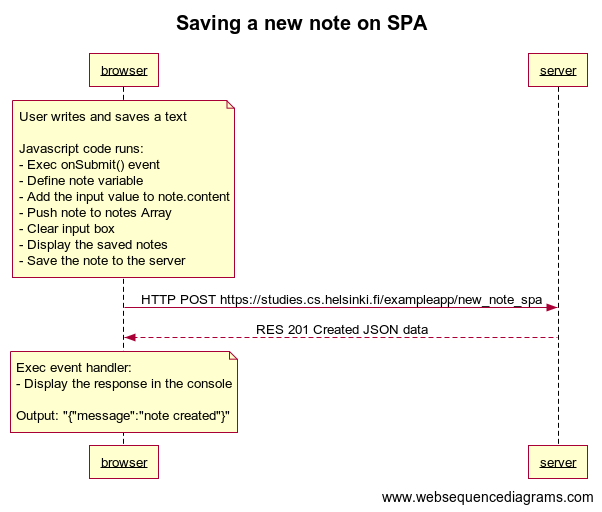 Saving a new note on SPA
browser
server
User writes and saves a text
Javascript code runs:
- Exec onSubmit() event
- Define note variable
- Add the input value to note.content
- Push note to notes Array
- Clear input box
- Display the saved notes
- Save the note to the server
HTTP POST https://studies.cs.helsinki.fi/exampleapp/new_note_spa
RES 201 Created JSON data
Exec event handler:
- Display the response in the console
Output: "{"message":"note created"}"
browser
server
www.websequencediagrams.com